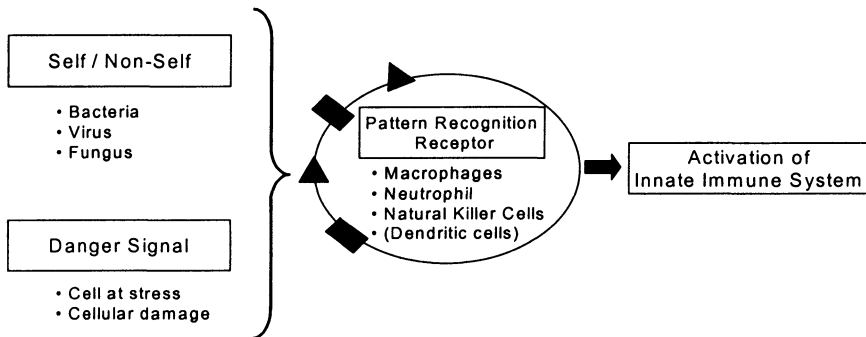 Self / Non-Self
• Bacteria
• Virus
• Fungus
Danger Signal
• Cell at stress
• Cellular damage
Pattern Recognition
Receptor
• Macrophages
• Neutrophil
• Natural Killer Cells
• (Dendritic cells)
Activation of
Innate Immune System